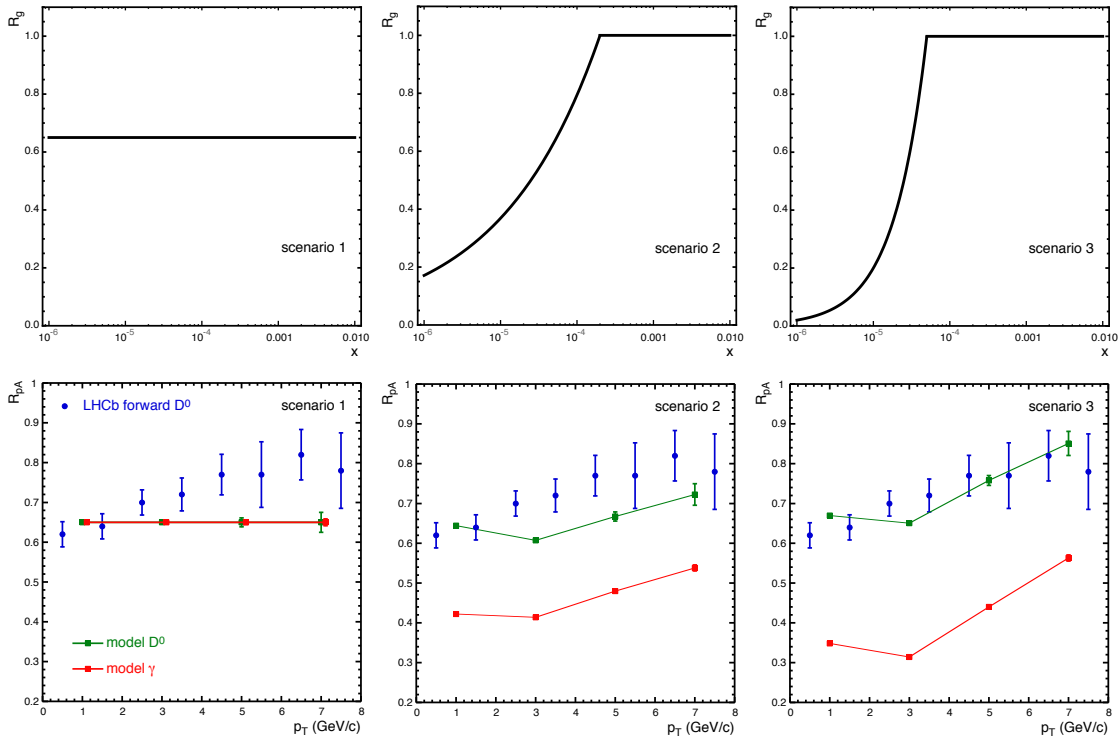 R_g
1.0
0.8
0.6
0.4
0.2
0.0
scenario 1
10⁻⁶
10⁻⁵
10⁻⁴
0.001
0.010
x
R_g
1.0
0.8
0.6
0.4
0.2
0.0
scenario 2
10⁻⁶
10⁻⁵
10⁻⁴
0.001
0.010
x
R_g
1.0
0.8
0.6
0.4
0.2
0.0
scenario 3
10⁻⁶
10⁻⁵
10⁻⁴
0.001
0.010
x
R_pA
1
0.9
0.8
0.7
0.6
0.5
0.4
0.3
0.2
LHCb forward D⁰
scenario 1
model D⁰
model γ
0 1 2 3 4 5 6 7 8
p_T (GeV/c)
R_pA
1
0.9
0.8
0.7
0.6
0.5
0.4
0.3
0.2
scenario 2
0 1 2 3 4 5 6 7 8
p_T (GeV/c)
R_pA
1
0.9
0.8
0.7
0.6
0.5
0.4
0.3
0.2
scenario 3
0 1 2 3 4 5 6 7 8
p_T (GeV/c)